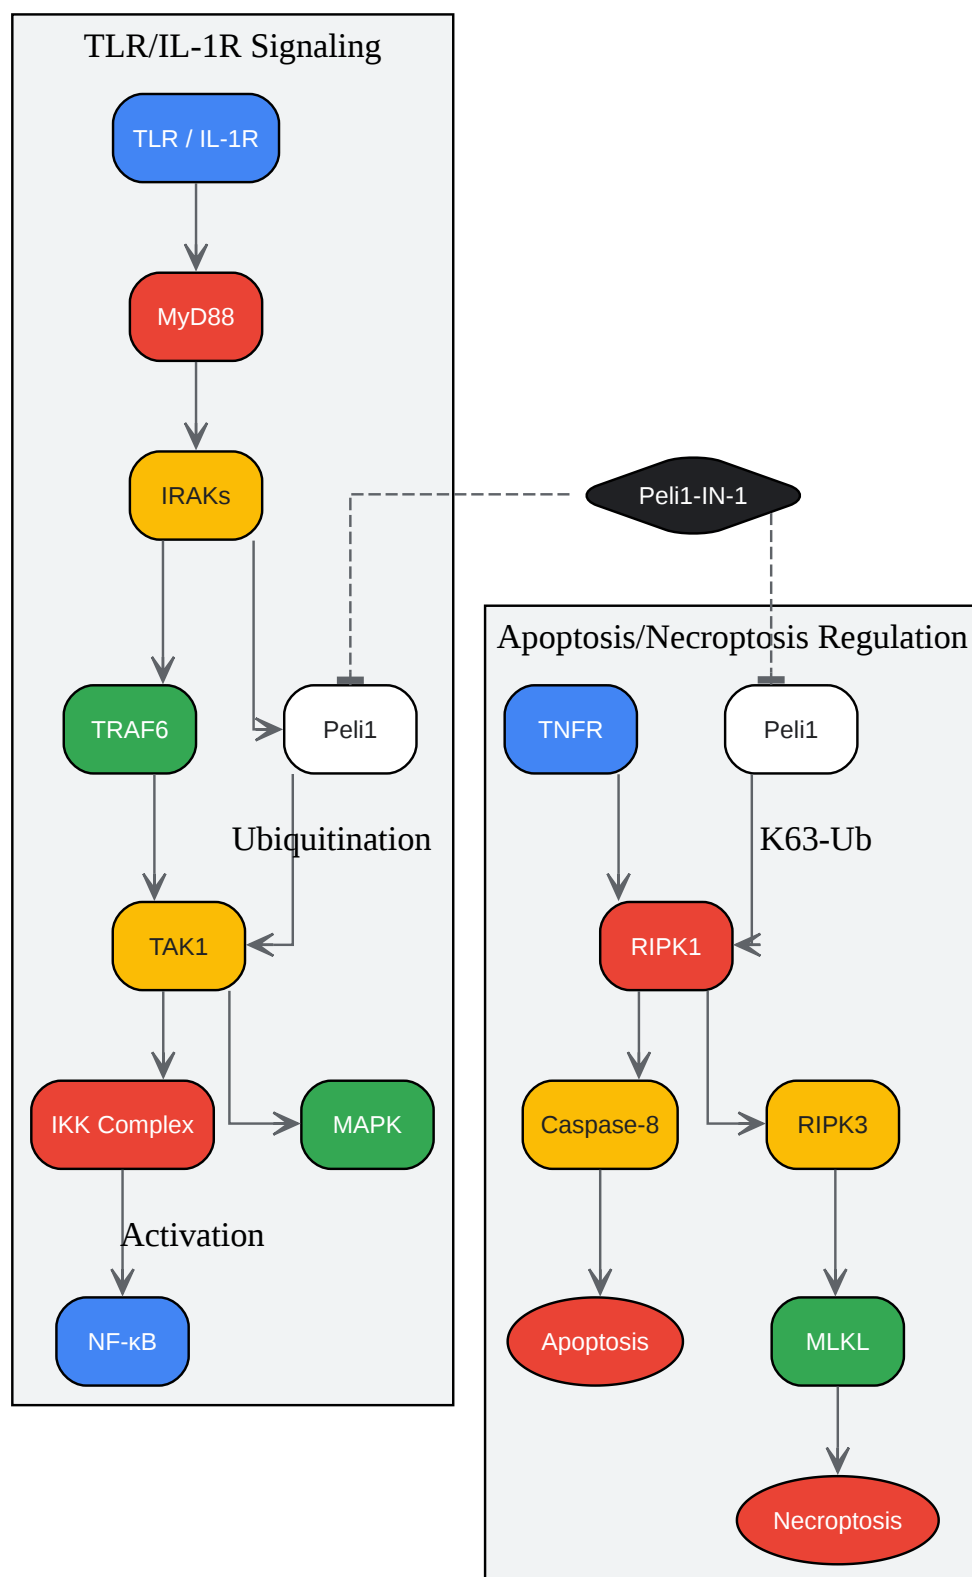 TLR/IL-1R Signaling
TLR / IL-1R
MyD88
IRAKs
Peli1-IN-1
TRAF6
Peli1
Ubiquitination
TAK1
IKK Complex
MAPK
Activation
NF-κB
Apoptosis/Necroptosis Regulation
TNFR
Peli1
K63-Ub
RIPK1
Caspase-8
RIPK3
Apoptosis
MLKL
Necroptosis